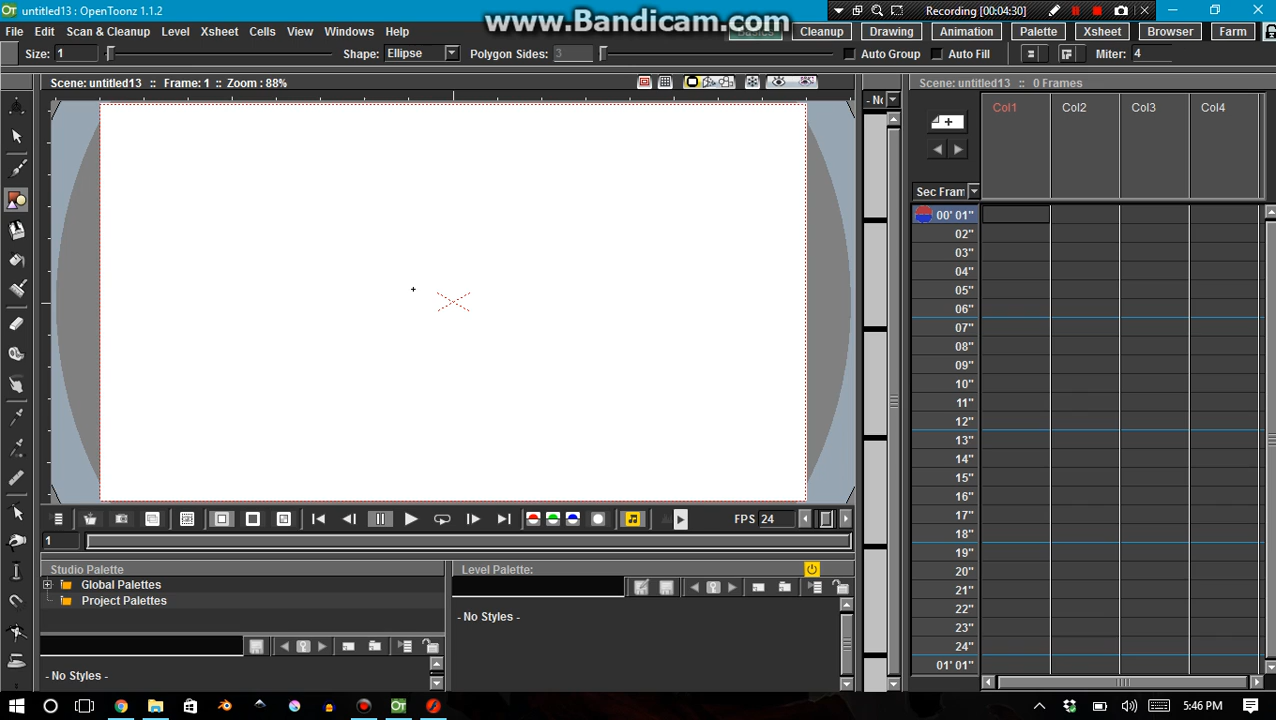 untitled13 : OpenToonz 1.1.2
www.Bandicam.com
Recording [00:04:30]
File Edit Scan & Cleanup Level Xsheet Cells View Windows Help
Basics Cleanup Drawing Animation Palette Xsheet Browser Farm
Size: 1 Shape: Ellipse Polygon Sides: 3 Auto Group Auto Fill Miter: 4
Scene: untitled13 :: Frame: 1 :: Zoom : 88%
Scene: untitled13 :: 0 Frames
Col1 Col2 Col3 Col4
Sec Fram
00' 01"
02"
03"
04"
05"
06"
07"
08"
09"
10"
11"
12"
13"
14"
15"
16"
17"
18"
19"
20"
21"
22"
23"
24"
01' 01"
FPS 24
1
Studio Palette
Global Palettes
Project Palettes
- No Styles -
Level Palette:
- No Styles -
5:46 PM